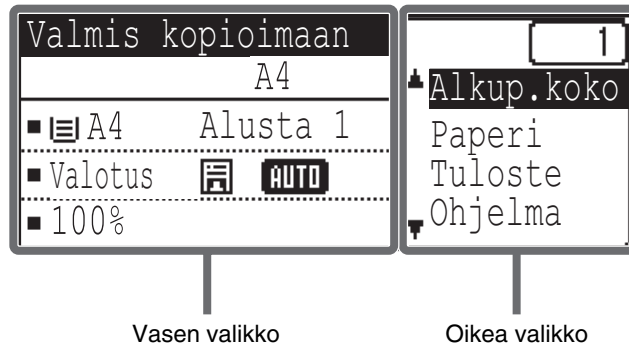 Valmis kopioimaan
A4
A4 Alusta 1
Valotus AUTO
100%
1
Alkup.koko
Paperi
Tuloste
Ohjelma
Vasen valikko
Oikea valikko